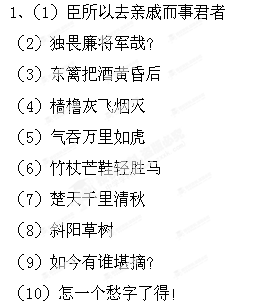 1、（1）臣所以去亲戚而事君者
（2）独畏廉将军哉？
（3）东篱把酒黄昏后
（4）樯橹灰飞烟灭
（5）气吞万里如虎
（6）竹杖芒鞋轻胜马
（7）楚天千里清秋
（8）斜阳草树
（9）如今有谁堪摘？
（10）怎一个愁字了得！